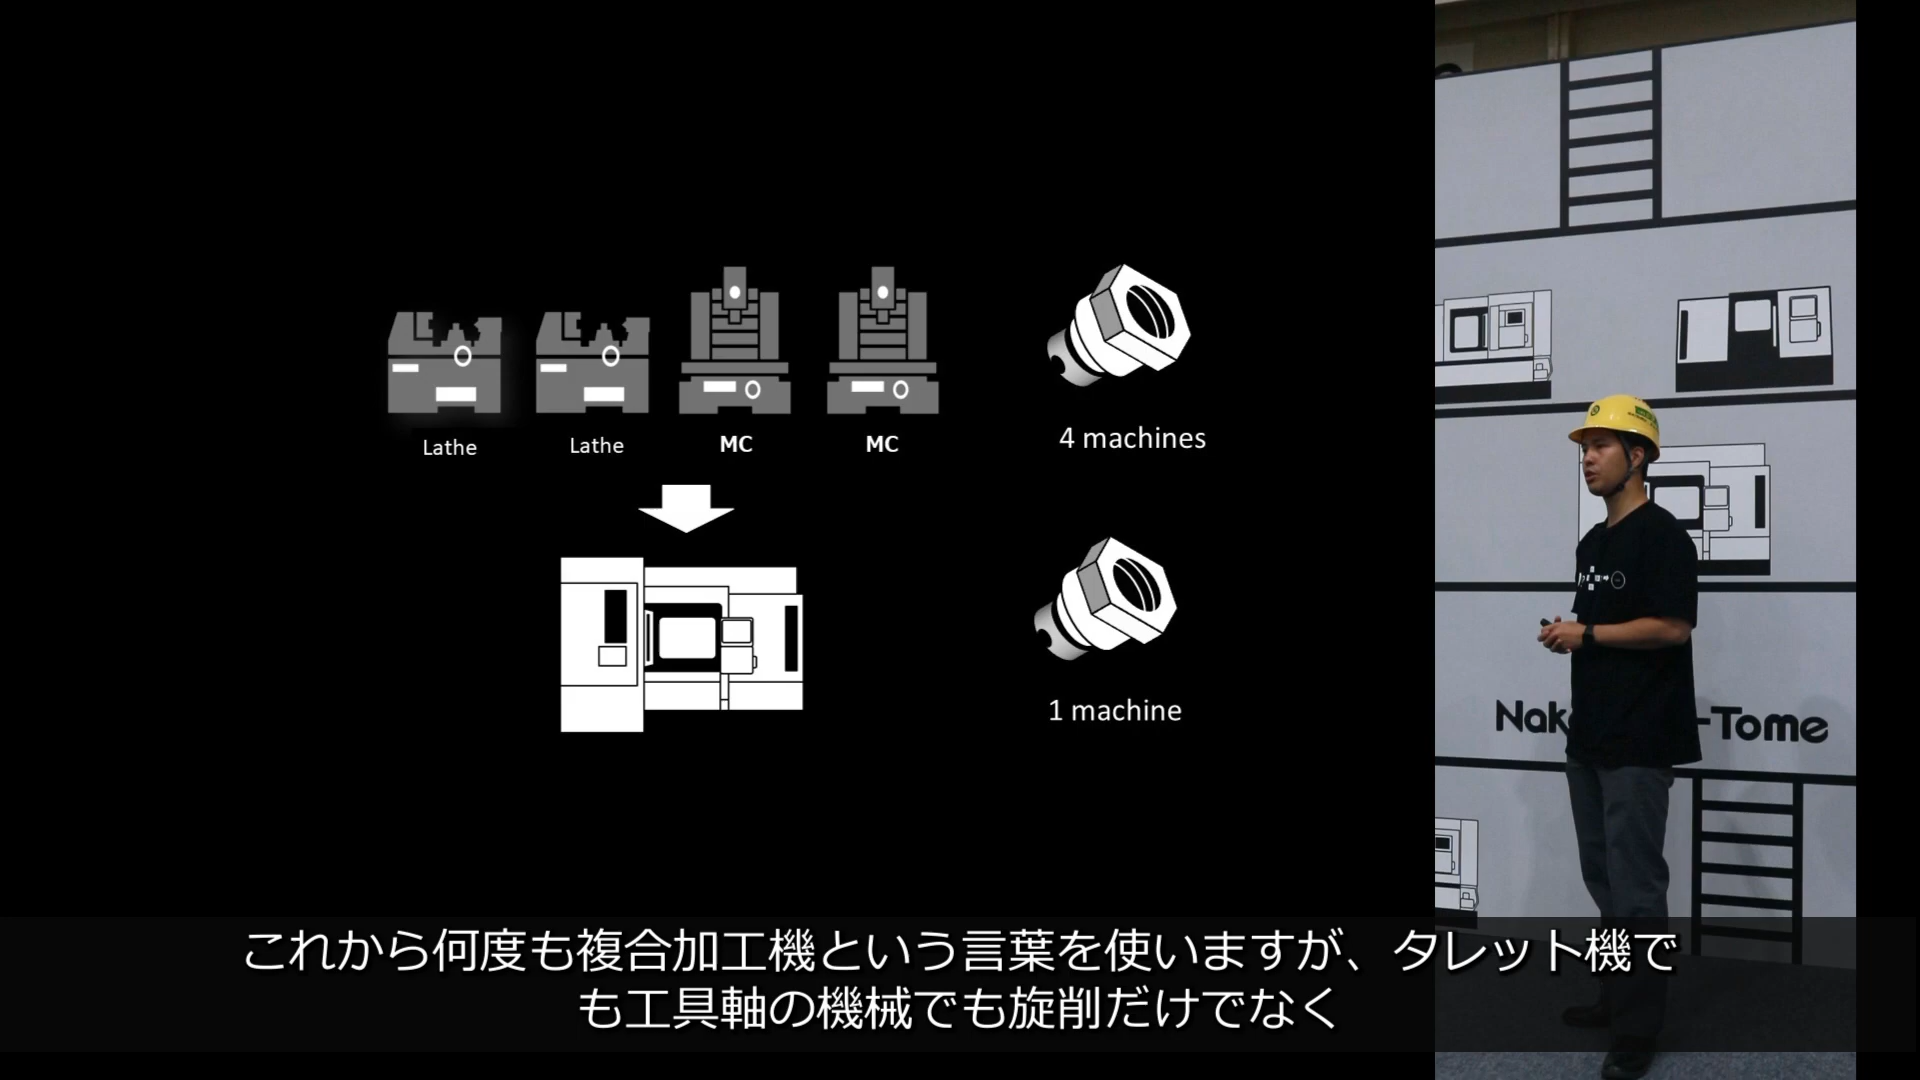 Lathe
Lathe
MC
MC
4 machines
1 machine
Nak
-Tome
これから何度も複合加工機という言葉を使いますが、タレット機で
も工具軸の機械でも旋削だけでなく